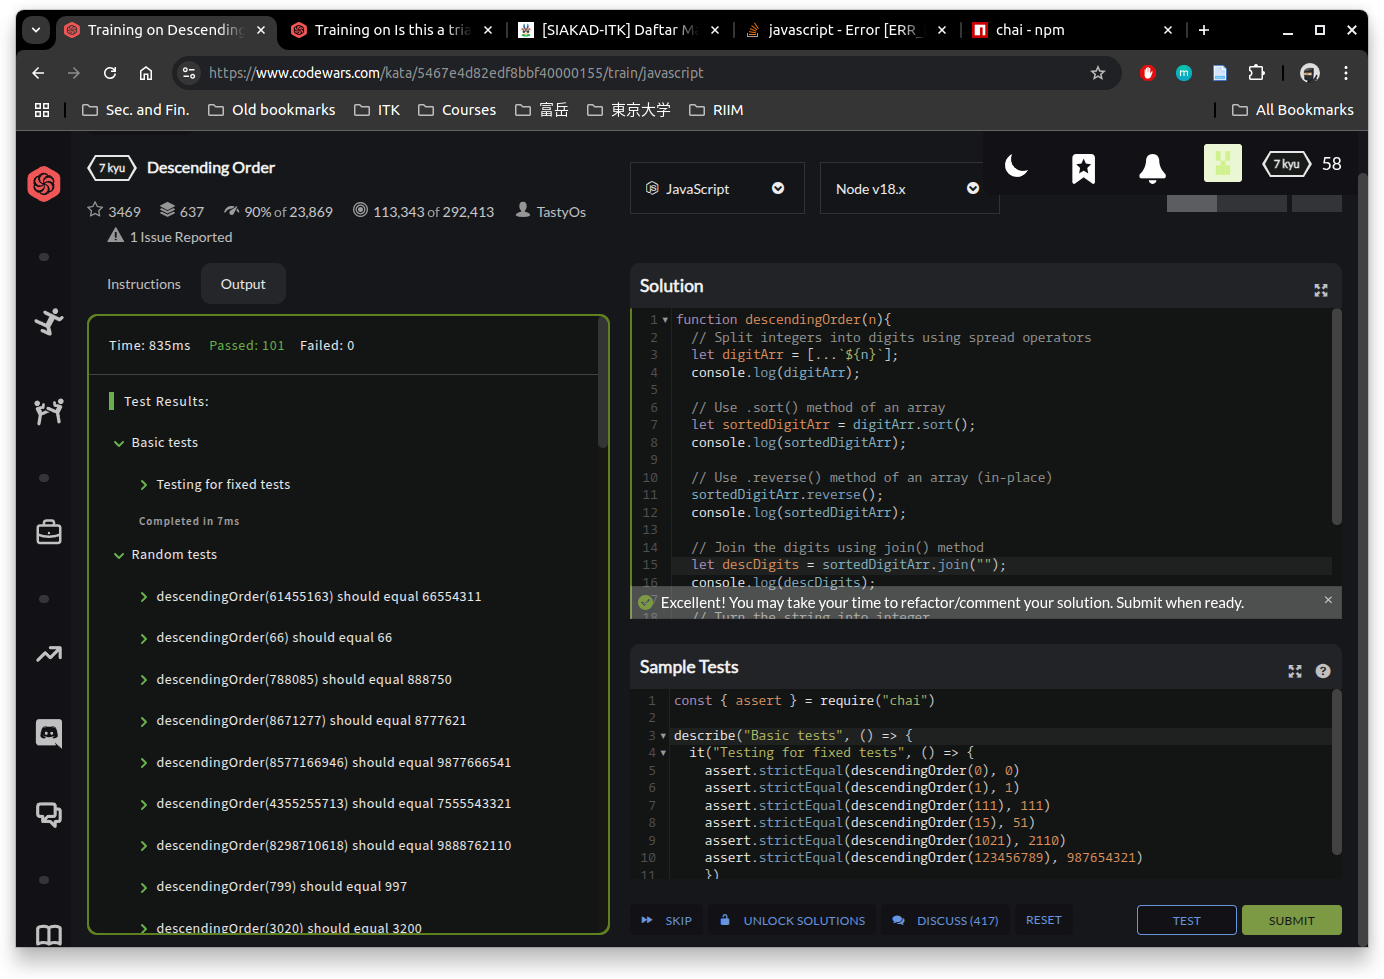 Training on Descending
Training on Is this a tria
[SIAKAD-ITK] Daftar Ma
javascript - Error [ERR_
chai - npm
https://www.codewars.com/kata/5467e4d82edf8bbf40000155/train/javascript
Sec. and Fin.
Old bookmarks
ITK
Courses
富岳
東京大学
RIIM
All Bookmarks
7 kyu
Descending Order
3469
637
90% of 23,869
113,343 of 292,413
TastyOs
1 Issue Reported
JavaScript
Node v18.x
7 kyu
58
Instructions
Output
Time: 835ms Passed: 101 Failed: 0
Test Results:
Basic tests
Testing for fixed tests
Completed in 7ms
Random tests
descendingOrder(61455163) should equal 66554311
descendingOrder(66) should equal 66
descendingOrder(788085) should equal 888750
descendingOrder(8671277) should equal 8777621
descendingOrder(8577166946) should equal 9877666541
descendingOrder(4355255713) should equal 7555543321
descendingOrder(8298710618) should equal 9888762110
descendingOrder(799) should equal 997
descendingOrder(3020) should equal 3200
Solution
1 function descendingOrder(n){
2 // Split integers into digits using spread operators
3 let digitArr = [...`${n}`];
4 console.log(digitArr);
5
6 // Use .sort() method of an array
7 let sortedDigitArr = digitArr.sort();
8 console.log(sortedDigitArr);
9
10 // Use .reverse() method of an array (in-place)
11 sortedDigitArr.reverse();
12 console.log(sortedDigitArr);
13
14 // Join the digits using join() method
15 let descDigits = sortedDigitArr.join("");
16 console.log(descDigits);
Excellent! You may take your time to refactor/comment your solution. Submit when ready.
18 // Turn the string into integer
Sample Tests
1 const { assert } = require("chai")
2
3 describe("Basic tests", () => {
4 it("Testing for fixed tests", () => {
5 assert.strictEqual(descendingOrder(0), 0)
6 assert.strictEqual(descendingOrder(1), 1)
7 assert.strictEqual(descendingOrder(111), 111)
8 assert.strictEqual(descendingOrder(15), 51)
9 assert.strictEqual(descendingOrder(1021), 2110)
10 assert.strictEqual(descendingOrder(123456789), 987654321)
11 })
SKIP
UNLOCK SOLUTIONS
DISCUSS (417)
RESET
TEST
SUBMIT